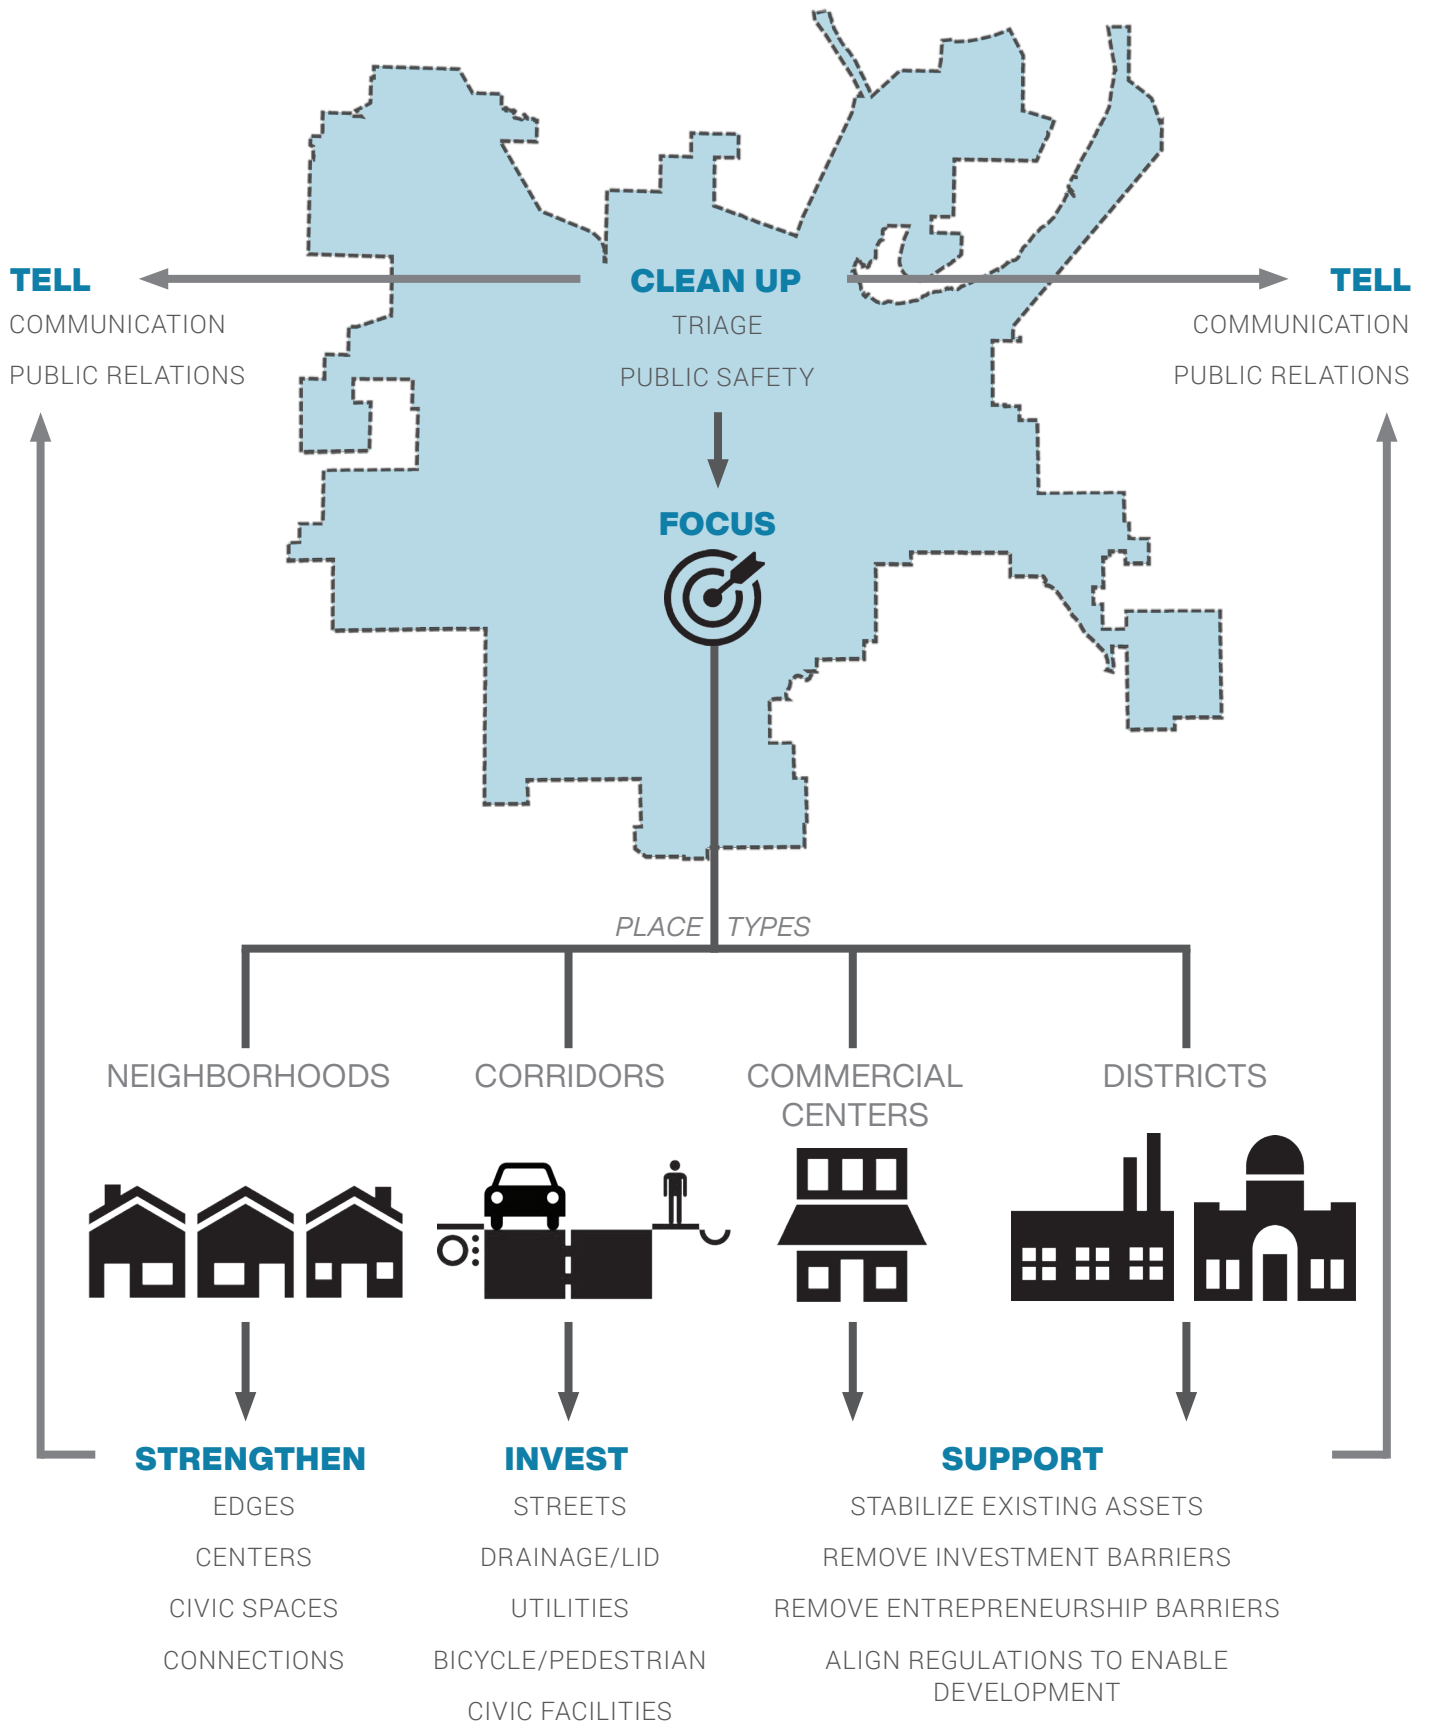 TELL
COMMUNICATION
PUBLIC RELATIONS
CLEAN UP
TRIAGE
PUBLIC SAFETY
TELL
COMMUNICATION
PUBLIC RELATIONS
FOCUS
PLACE TYPES
NEIGHBORHOODS
CORRIDORS
COMMERCIAL
CENTERS
DISTRICTS
STRENGTHEN
EDGES
CENTERS
CIVIC SPACES
CONNECTIONS
INVEST
STREETS
DRAINAGE/LID
UTILITIES
BICYCLE/PEDESTRIAN
CIVIC FACILITIES
SUPPORT
STABILIZE EXISTING ASSETS
REMOVE INVESTMENT BARRIERS
REMOVE ENTREPRENEURSHIP BARRIERS
ALIGN REGULATIONS TO ENABLE
DEVELOPMENT